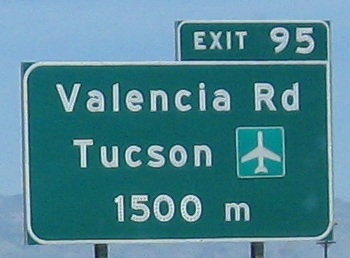 EXIT 95
Valencia Rd
Tucson
1500 m